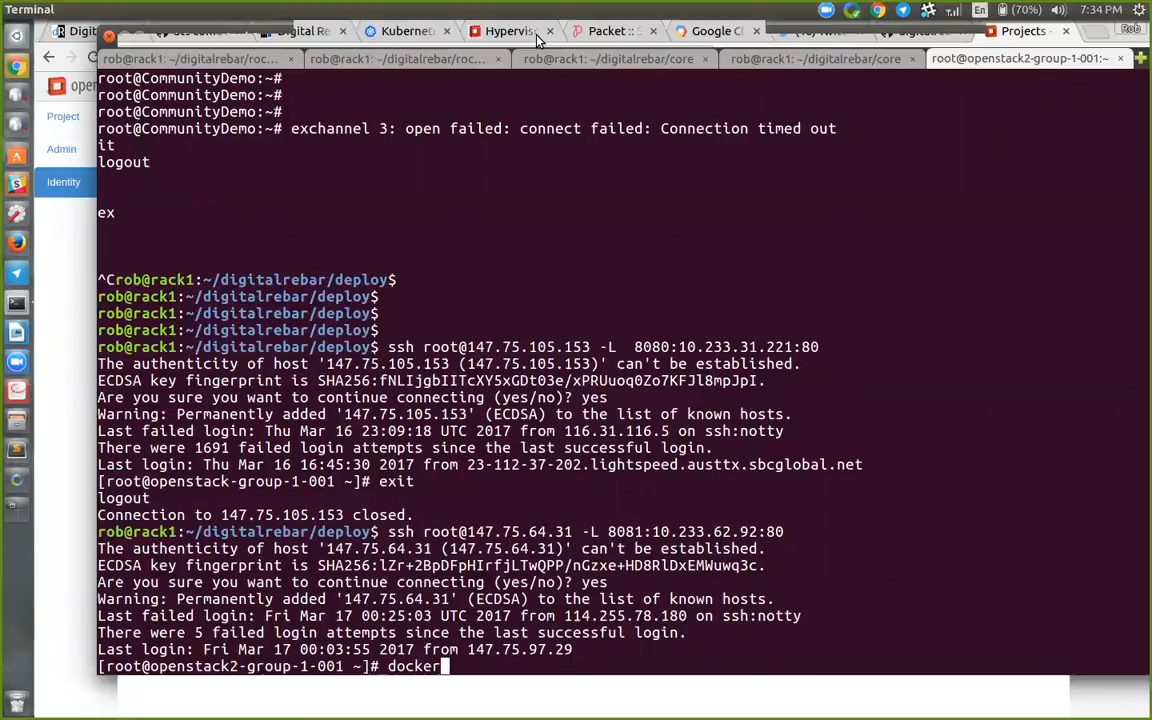 Terminal
En (70%) 7:34 PM
Digit
Digital Re
Kubernet
Hypervis
Packet ::
Google Cl
Projects -
Rob
rob@rack1: ~/digitalrebar/roc...
rob@rack1: ~/digitalrebar/roc...
rob@rack1: ~/digitalrebar/core
rob@rack1: ~/digitalrebar/core
root@openstack2-group-1-001:~
Project
Admin
Identity
root@CommunityDemo:~#
root@CommunityDemo:~#
root@CommunityDemo:~#
root@CommunityDemo:~# exchannel 3: open failed: connect failed: Connection timed out
it
logout
ex
^Crob@rack1:~/digitalrebar/deploy$
rob@rack1:~/digitalrebar/deploy$
rob@rack1:~/digitalrebar/deploy$
rob@rack1:~/digitalrebar/deploy$
rob@rack1:~/digitalrebar/deploy$ ssh root@147.75.105.153 -L  8080:10.233.31.221:80
The authenticity of host '147.75.105.153 (147.75.105.153)' can't be established.
ECDSA key fingerprint is SHA256:fNLIjgbIITcXY5xGDt03e/xPRUuoq0Zo7KFJl8mpJpI.
Are you sure you want to continue connecting (yes/no)? yes
Warning: Permanently added '147.75.105.153' (ECDSA) to the list of known hosts.
Last failed login: Thu Mar 16 23:09:18 UTC 2017 from 116.31.116.5 on ssh:notty
There were 1691 failed login attempts since the last successful login.
Last login: Thu Mar 16 16:45:30 2017 from 23-112-37-202.lightspeed.austtx.sbcglobal.net
[root@openstack-group-1-001 ~]# exit
logout
Connection to 147.75.105.153 closed.
rob@rack1:~/digitalrebar/deploy$ ssh root@147.75.64.31 -L 8081:10.233.62.92:80
The authenticity of host '147.75.64.31 (147.75.64.31)' can't be established.
ECDSA key fingerprint is SHA256:lZr+2BpDFpHIrfjLTwQPP/nGzxe+HD8RlDxEMWuwq3c.
Are you sure you want to continue connecting (yes/no)? yes
Warning: Permanently added '147.75.64.31' (ECDSA) to the list of known hosts.
Last failed login: Fri Mar 17 00:25:03 UTC 2017 from 114.255.78.180 on ssh:notty
There were 5 failed login attempts since the last successful login.
Last login: Fri Mar 17 00:03:55 2017 from 147.75.97.29
[root@openstack2-group-1-001 ~]# docker